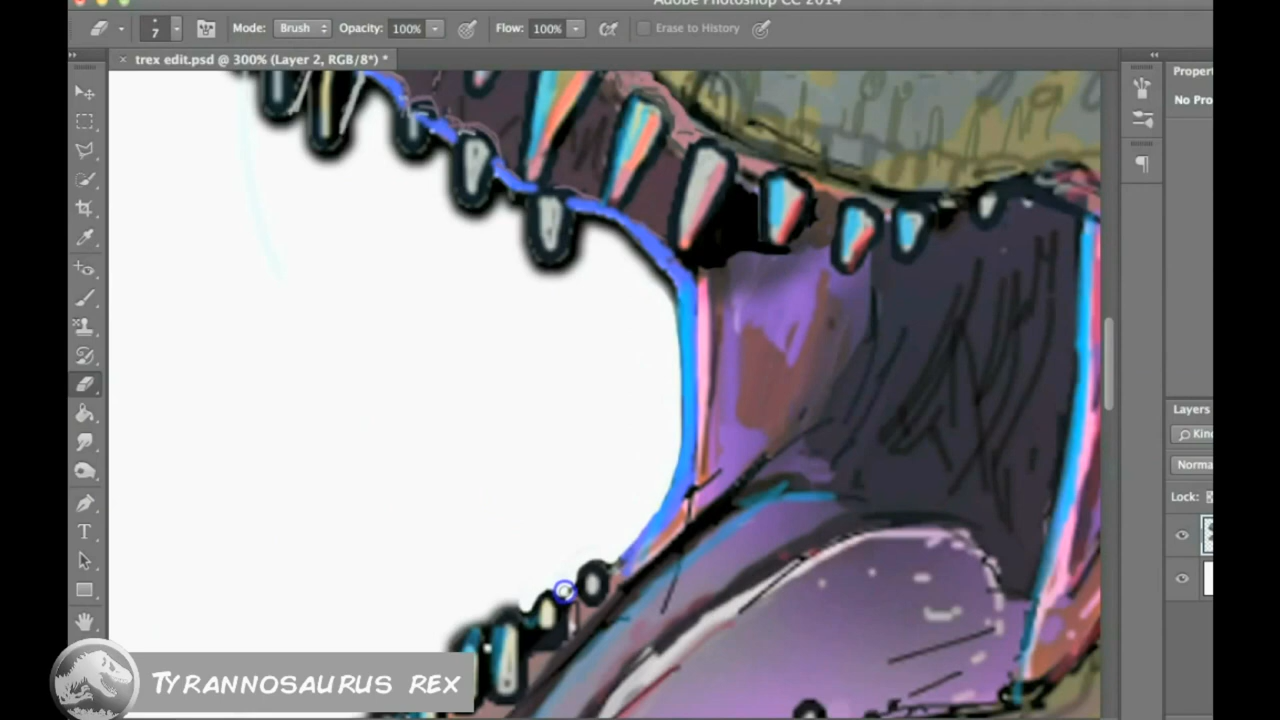 Adobe Photoshop CC 2014
7
Mode: Brush
Opacity: 100%
Flow: 100%
Erase to History
trex edit.psd @ 300% (Layer 2, RGB/8*) *
Proper
No Pro
Layers
Kin
Norma
Lock:
T
TYRANNOSAURUS REX